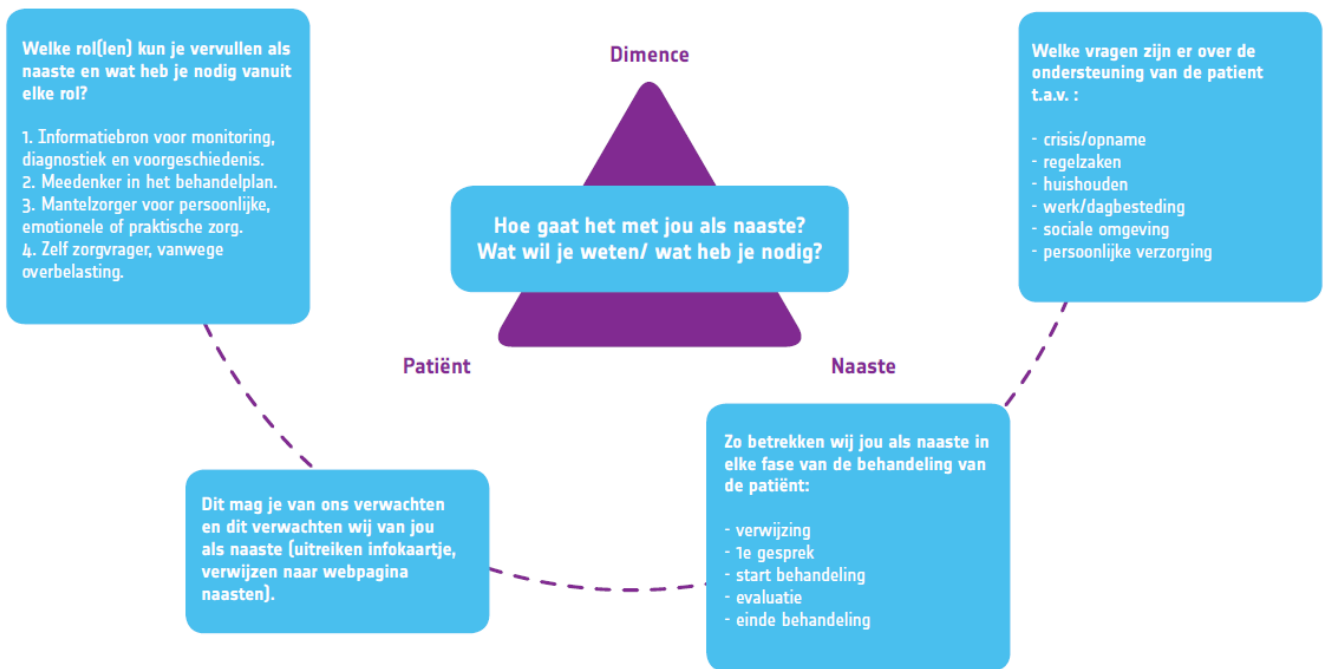 Welke rol(len) kun je vervullen als
naaste en wat heb je nodig vanuit
elke rol?
1. Informatiebron voor monitoring,
diagnostiek en voorgeschiedenis.
2. Meedenker in het behandelplan.
3. Mantelzorger voor persoonlijke,
emotionele of praktische zorg.
4. Zelf zorgvrager, vanwege
overbelasting.
Dimence
Hoe gaat het met jou als naaste?
Wat wil je weten/ wat heb je nodig?
Patiënt
Naaste
Welke vragen zijn er over de
ondersteuning van de patient
t.a.v. :
- crisis/opname
- regelzaken
- huishouden
- werk/dagbesteding
- sociale omgeving
- persoonlijke verzorging
Dit mag je van ons verwachten
en dit verwachten wij van jou
als naaste (uitreiken infokaartje,
verwijzen naar webpagina
naasten).
Zo betrekken wij jou als naaste in
elke fase van de behandeling van
de patiënt:
- verwijzing
- 1e gesprek
- start behandeling
- evaluatie
- einde behandeling